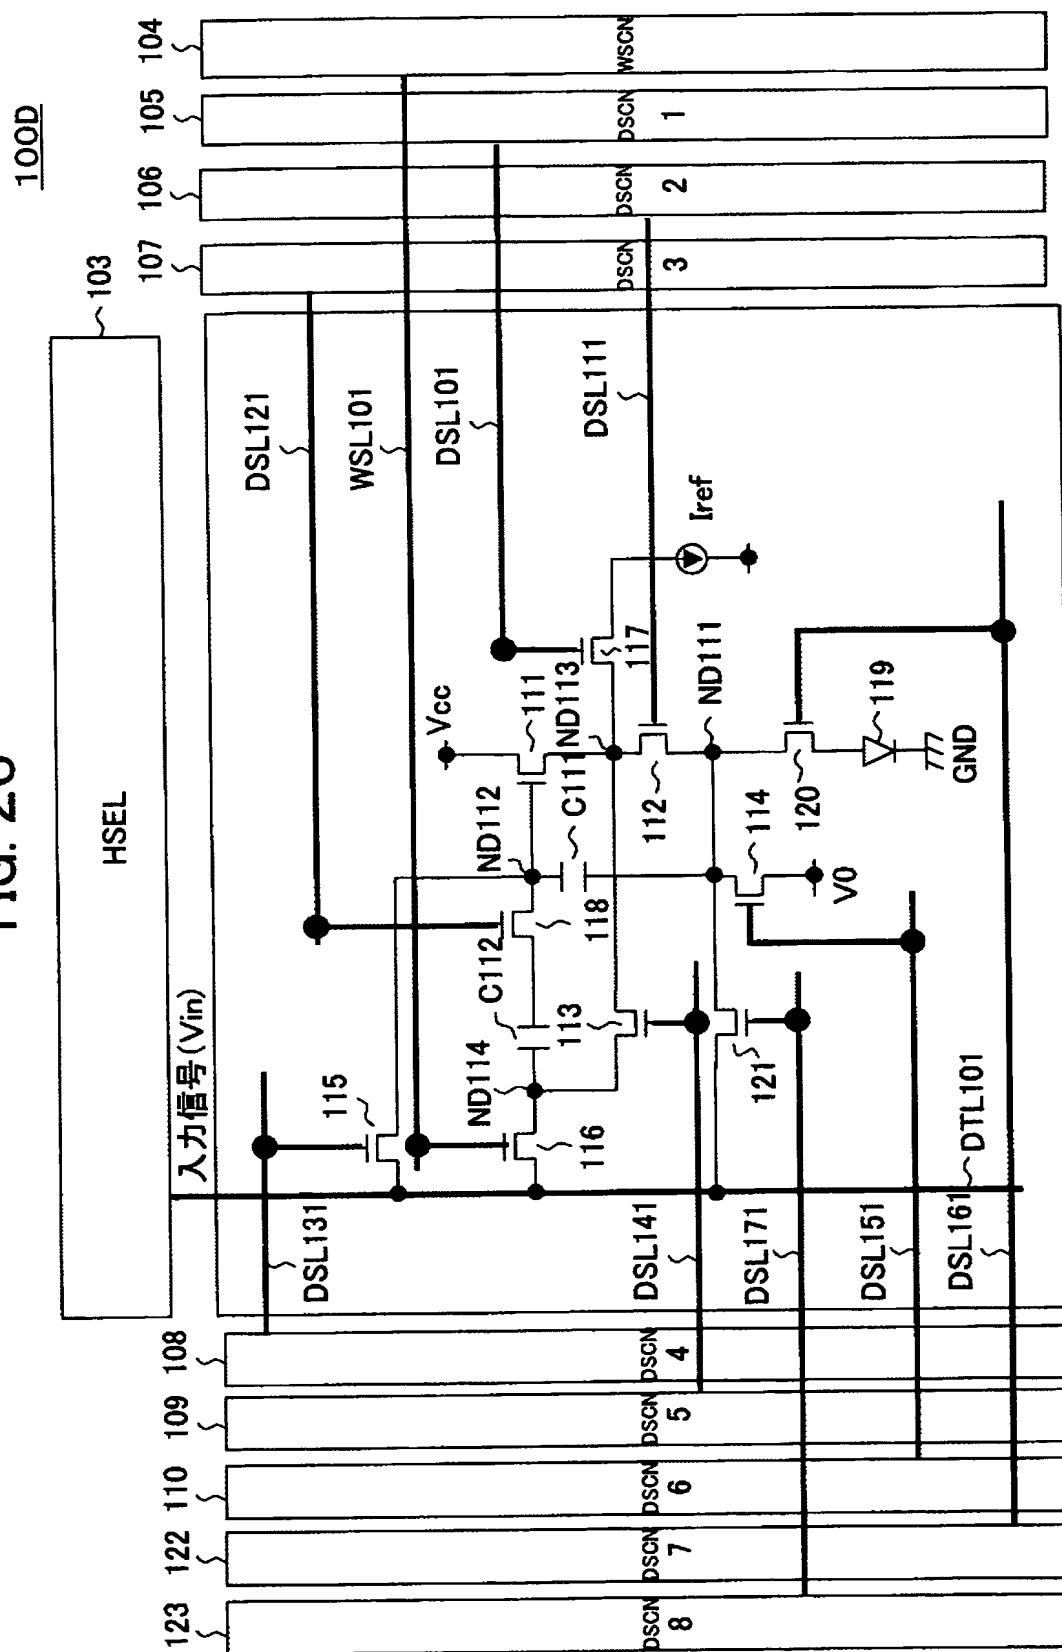 100D
HSEL
103
107
106
105
104
DSCN 3
DSCN 2
DSCN 1
WSCN
入力信号(Vin)
DSL121
WSL101
DSL101
DSL111
DSL131
115
Vcc
111
ND112
C111
118
C112
ND114
116
113
ND113
117
Iref
112
ND111
114
V0
120
119
GND
121
DSL141
DSL171
DSL151
DSL161
DTL101
108
109
110
122
123
DSCN 4
DSCN 5
DSCN 6
DSCN 7
DSCN 8